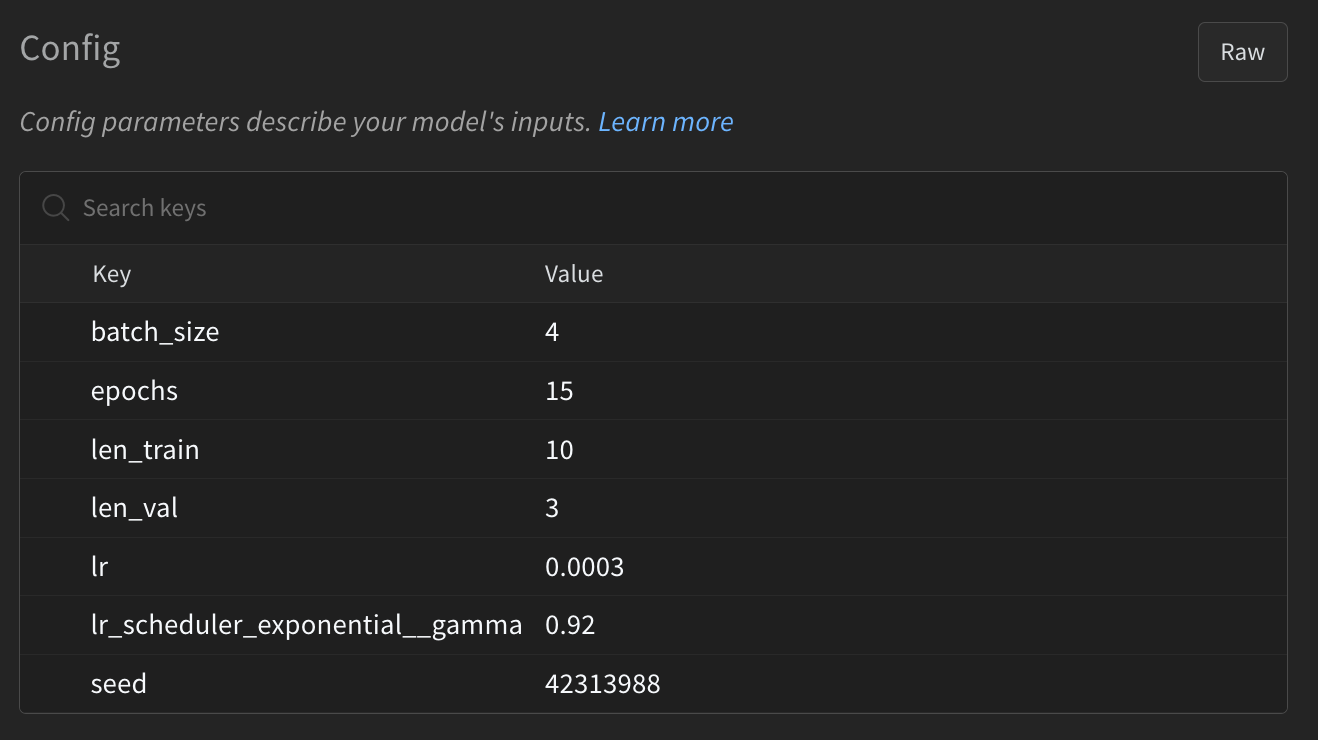 Config
Raw
Config parameters describe your model's inputs. Learn more
Search keys
Key Value
batch_size 4
epochs 15
len_train 10
len_val 3
lr 0.0003
lr_scheduler_exponential__gamma 0.92
seed 42313988